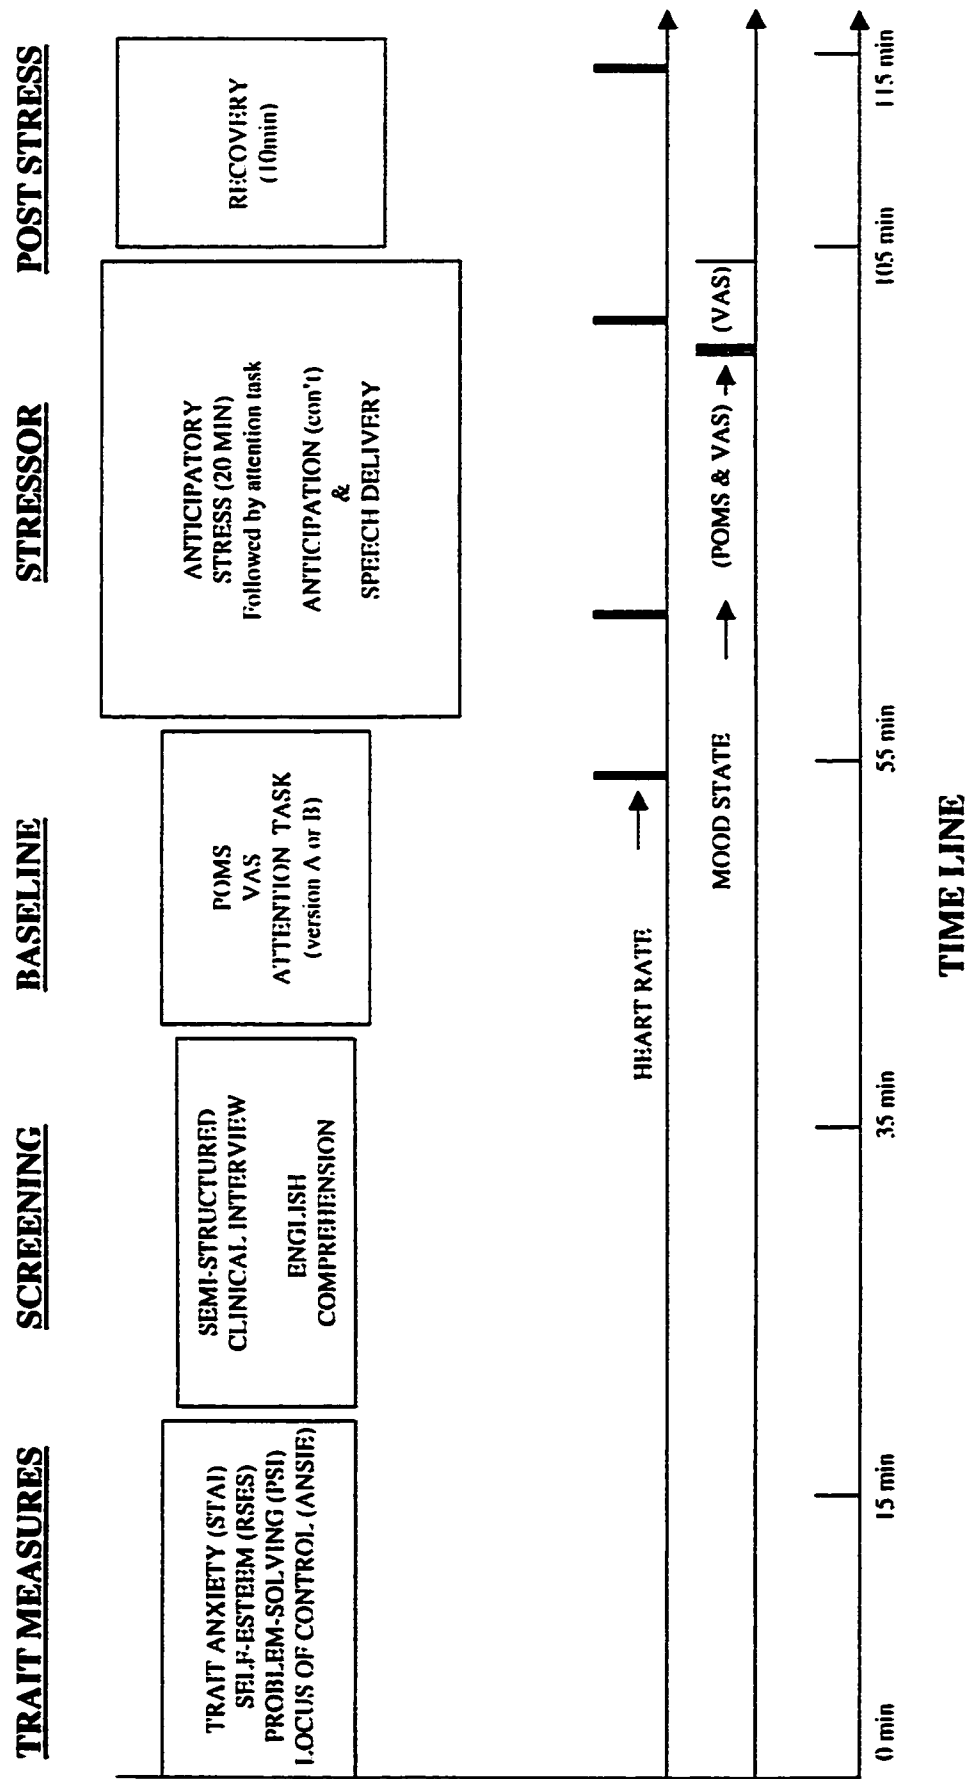 TRAIT MEASURES
SCREENING
BASELINE
STRESSOR
POST STRESS
TRAIT ANXIETY (STAI)
SELF-ESTEEM (RSES)
PROBLEM-SOLVING (PSI)
LOCUS OF CONTROL (ANSIE)
SEMI-STRUCTURED
CLINICAL INTERVIEW
ENGLISH
COMPREHENSION
POMS
VAS
ATTENTION TASK
(version A or B)
ANTICIPATORY
STRESS (20 MIN)
Followed by attention task
ANTICIPATION (con't)
&
SPEECH DELIVERY
RECOVERY
(10min)
HEART RATE
MOOD STATE
(POMS & VAS)
(VAS)
0 min
15 min
35 min
55 min
105 min
115 min
TIME LINE